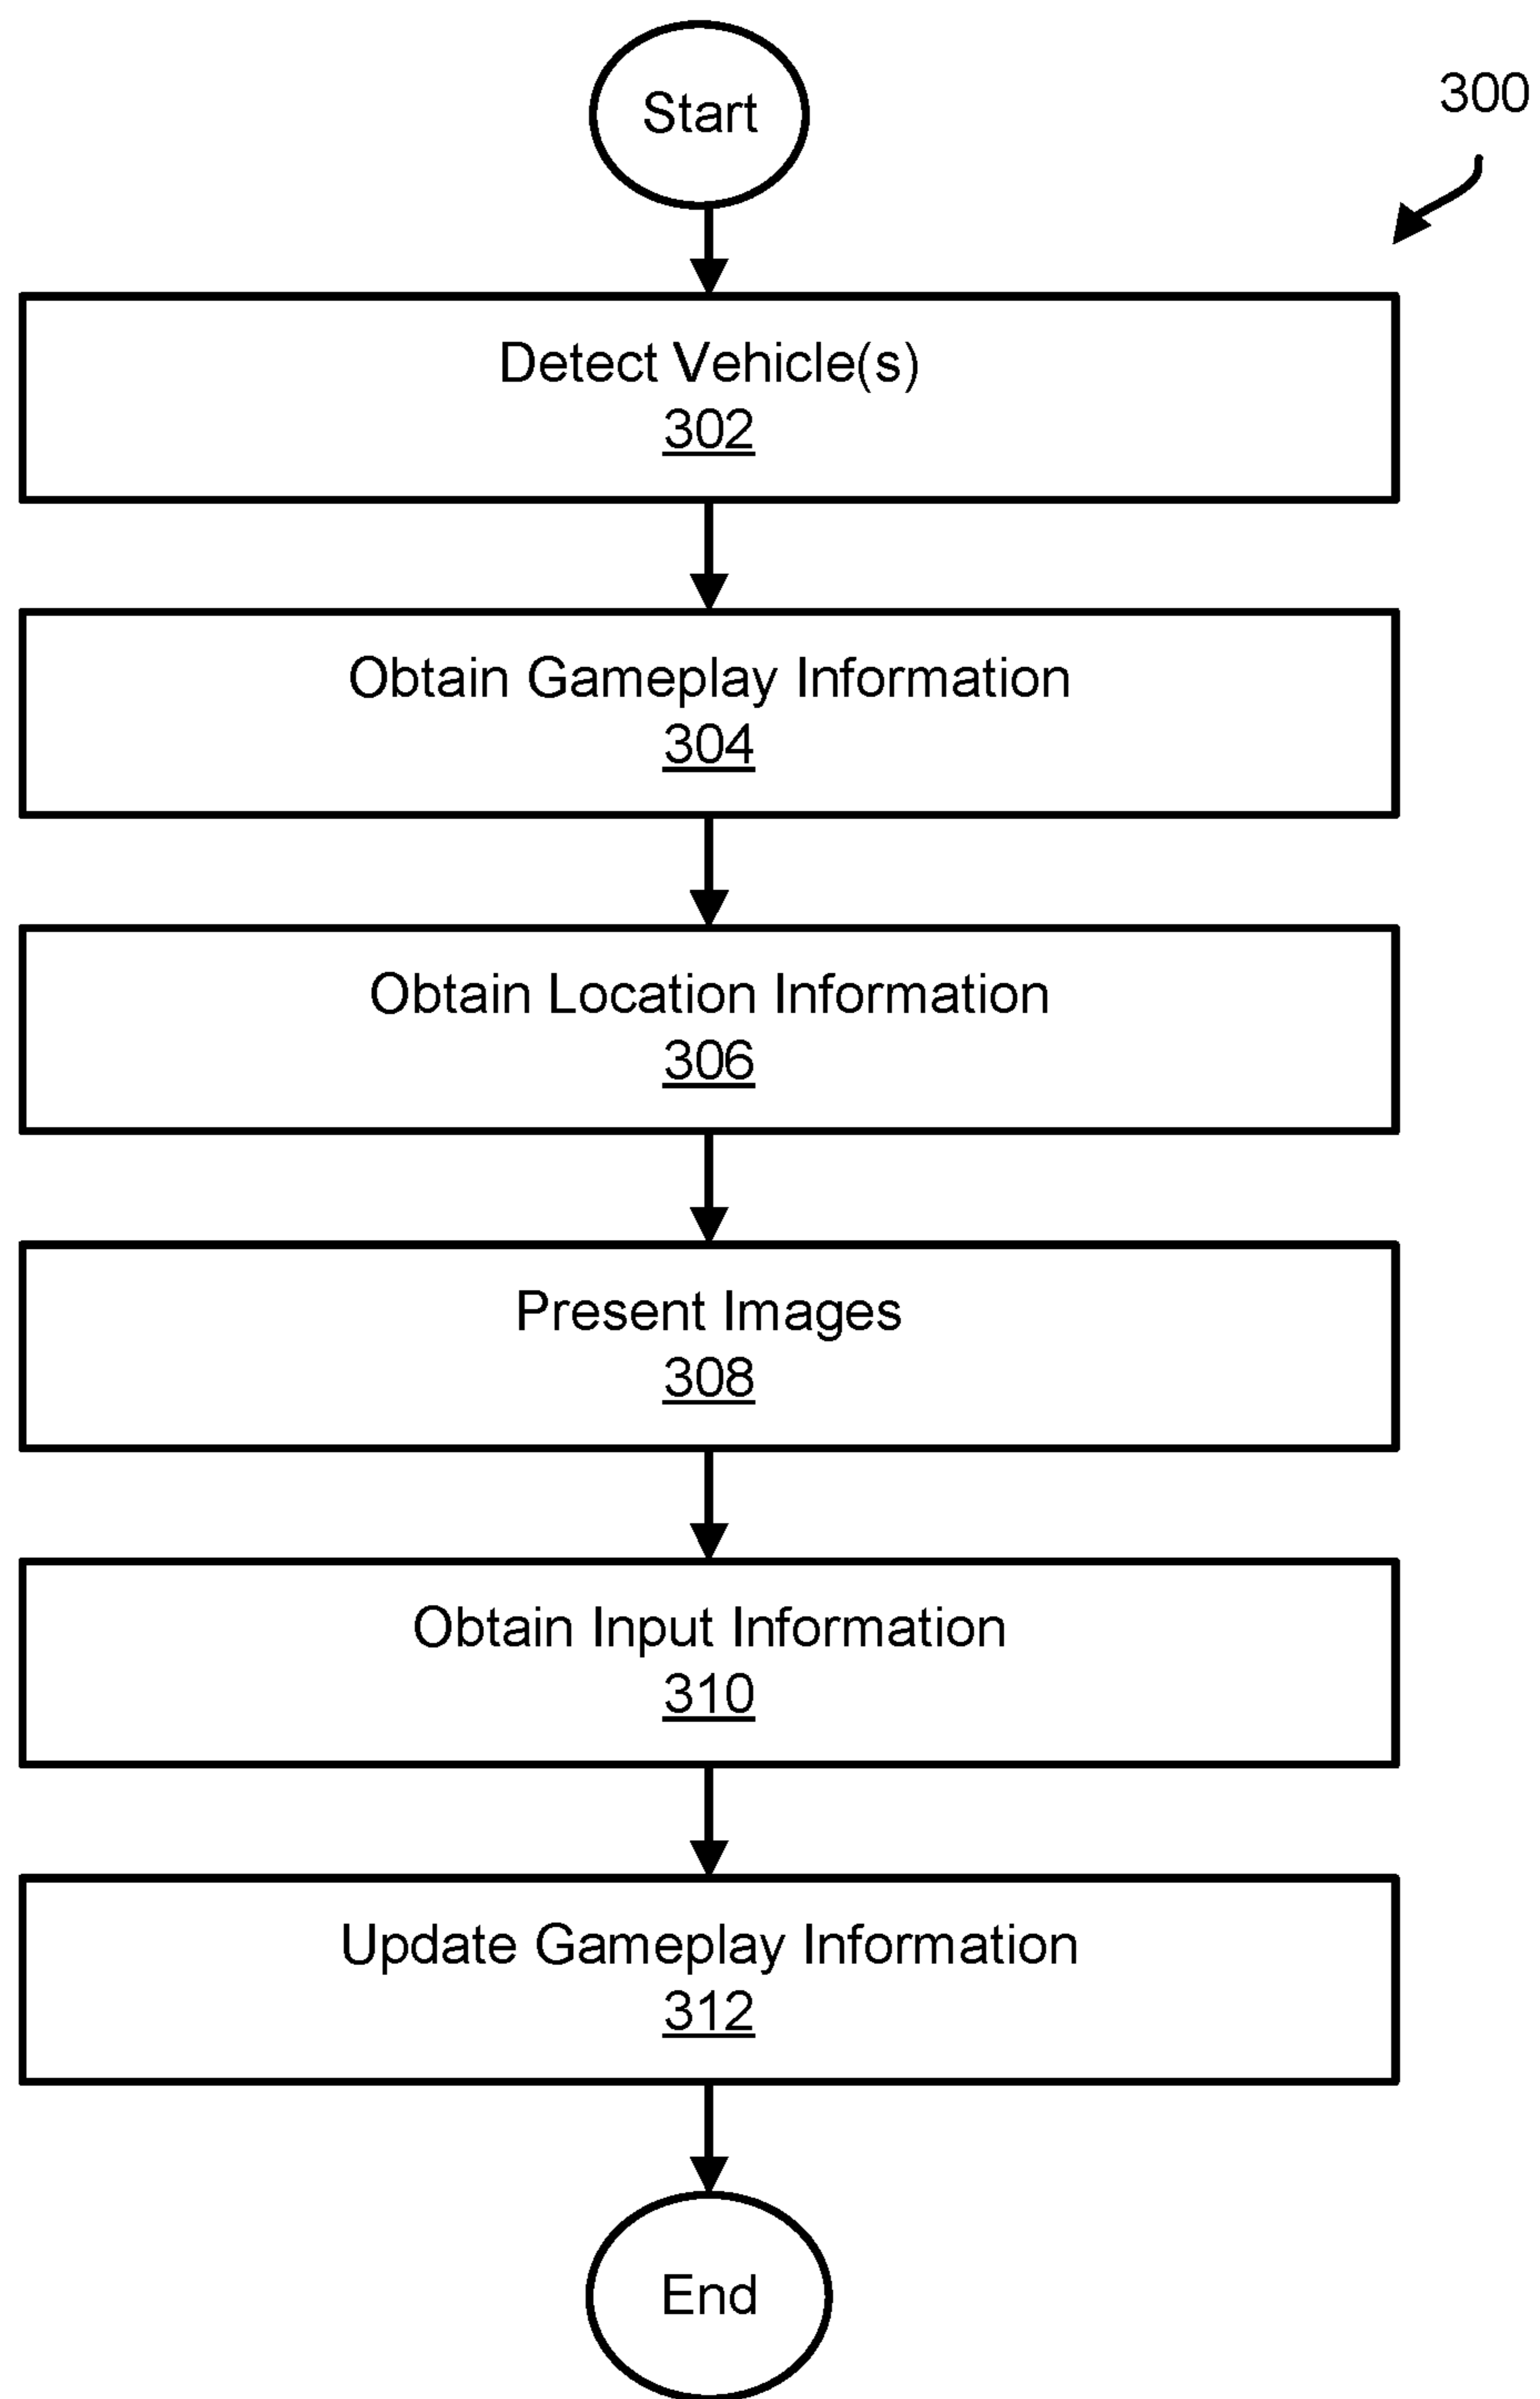 Start
300
Detect Vehicle(s)
302
Obtain Gameplay Information
304
Obtain Location Information
306
Present Images
308
Obtain Input Information
310
Update Gameplay Information
312
End